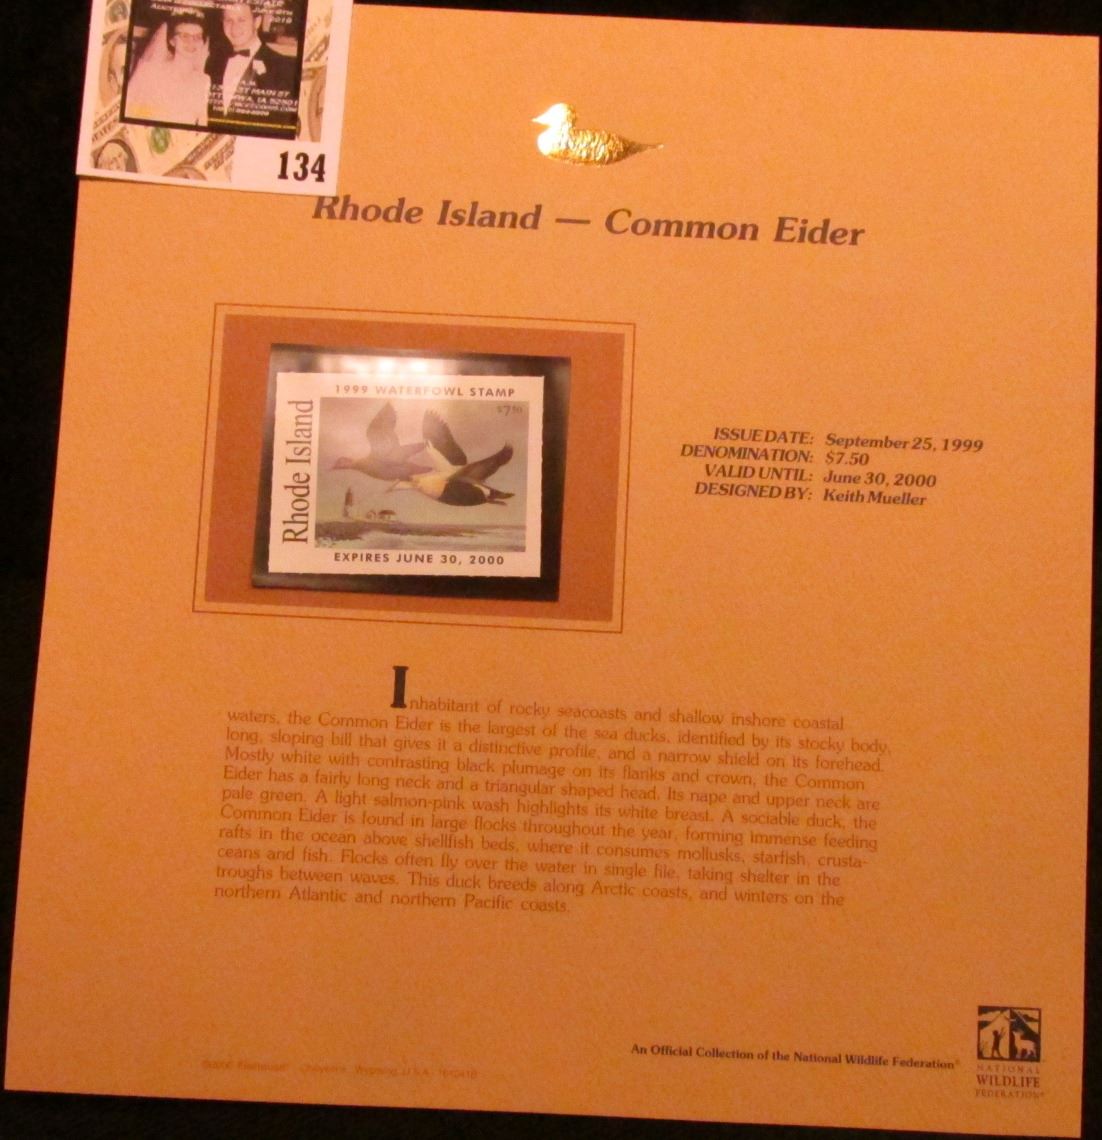 ESTATE
2019
134
Rhode Island — Common Eider
1999 WATERFOWL STAMP
$7.50
Rhode Island
EXPIRES JUNE 30, 2000
ISSUE DATE: September 25, 1999
DENOMINATION: $7.50
VALID UNTIL: June 30, 2000
DESIGNED BY: Keith Mueller
Inhabitant of rocky seacoasts and shallow inshore coastal
waters, the Common Eider is the largest of the sea ducks, identified by its stocky body,
long, sloping bill that gives it a distinctive profile, and a narrow shield on its forehead.
Mostly white with contrasting black plumage on its flanks and crown, the Common
Eider has a fairly long neck and a triangular shaped head. Its nape and upper neck are
pale green. A light salmon-pink wash highlights its white breast. A sociable duck, the
Common Eider is found in large flocks throughout the year, forming immense feeding
rafts in the ocean above shellfish beds, where it consumes mollusks, starfish, crusta-
ceans and fish. Flocks often fly over the water in single file, taking shelter in the
troughs between waves. This duck breeds along Arctic coasts, and winters on the
northern Atlantic and northern Pacific coasts.
An Official Collection of the National Wildlife Federation®
NATIONAL
WILDLIFE
FEDERATION®
Cheyenne, Wyoming, U.S.A.